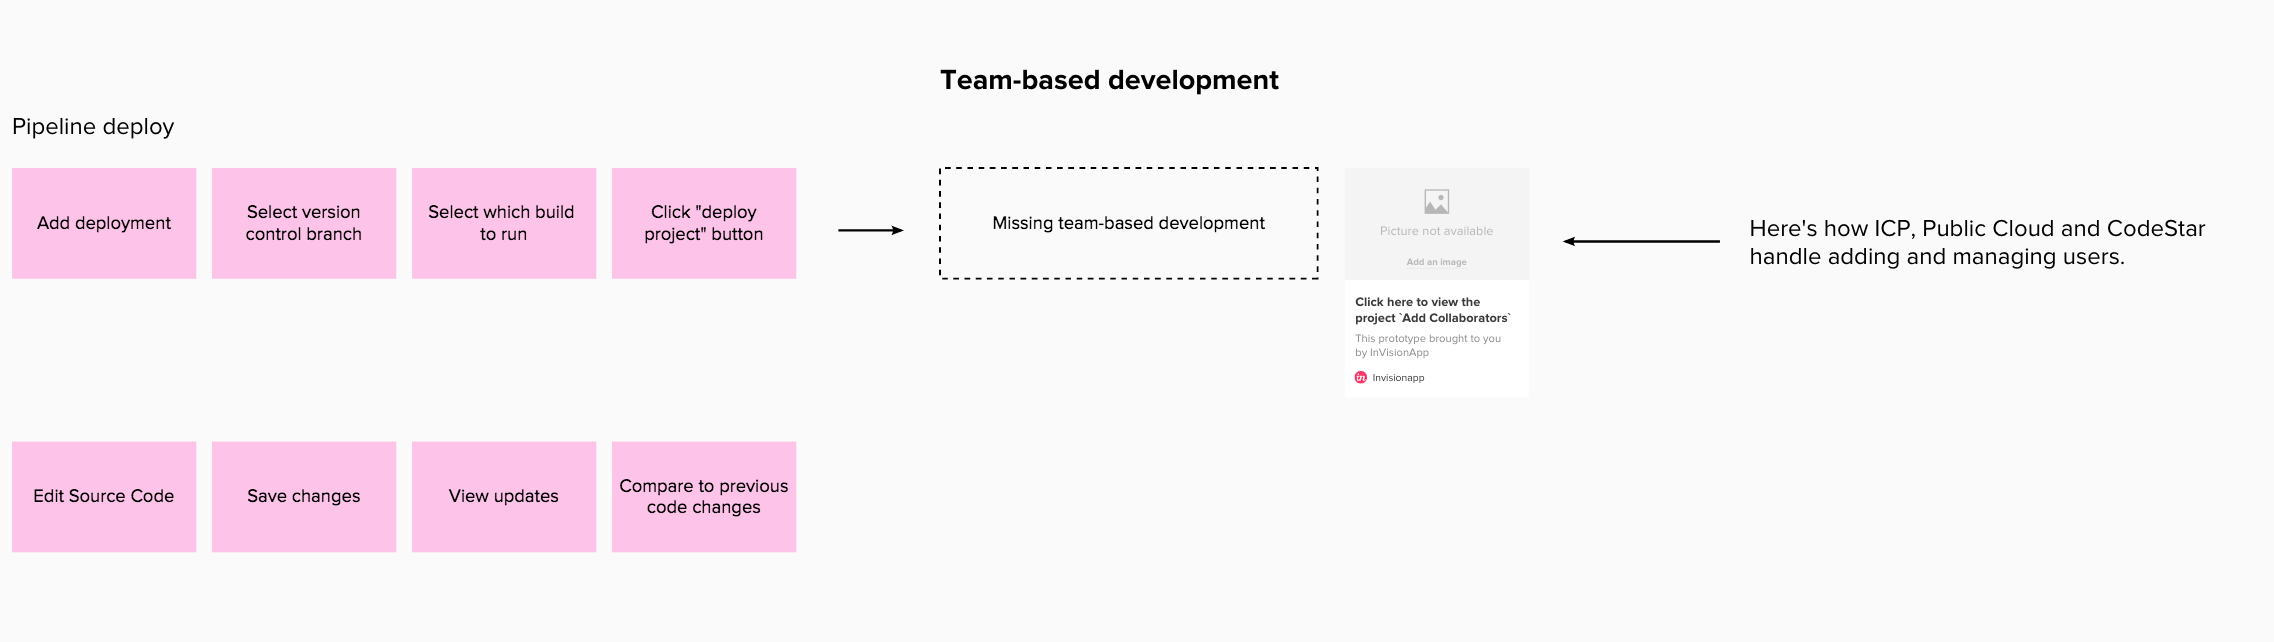 Team-based development
Pipeline deploy
Add deployment
Select version
control branch
Select which build
to run
Click "deploy
project" button
Missing team-based development
Picture not available
Add an image
Click here to view the
project `Add Collaborators`
This prototype brought to you
by InVisionApp
in
Invisionapp
Here's how ICP, Public Cloud and CodeStar
handle adding and managing users.
Edit Source Code
Save changes
View updates
Compare to previous
code changes